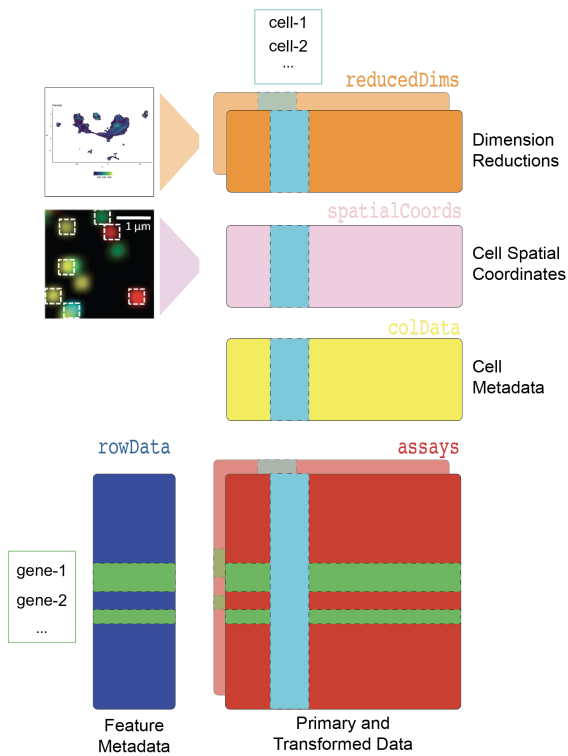 cell-1
cell-2
...
reducedDims
Dimension
Reductions
spatialCoords
1 μm
Cell Spatial
Coordinates
colData
Cell
Metadata
rowData
assays
gene-1
gene-2
...
Feature
Metadata
Primary and
Transformed Data